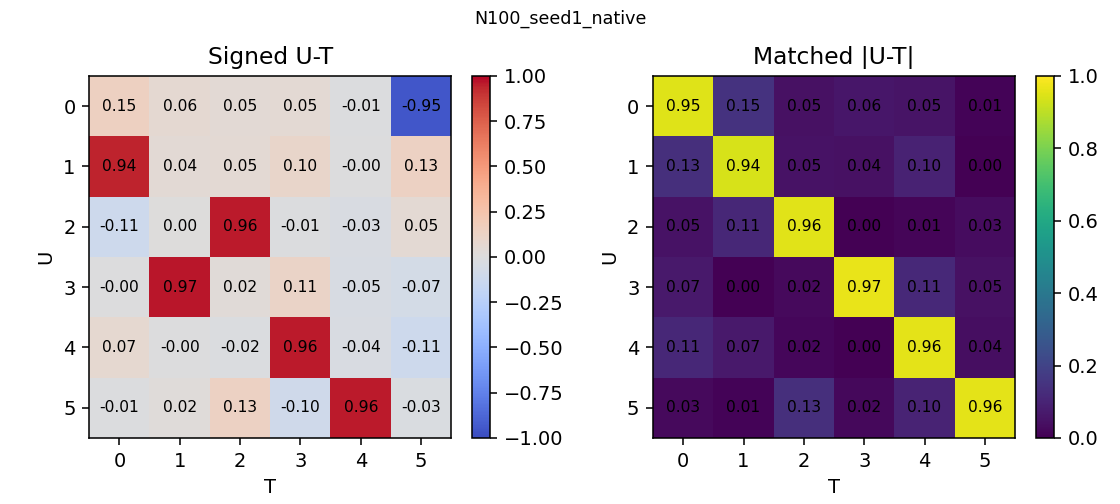 N100_seed1_native
Signed U-T
Matched |U-T|
U
0 0.15 0.06 0.05 0.05 -0.01 -0.95
1 0.94 0.04 0.05 0.10 -0.00 0.13
2 -0.11 0.00 0.96 -0.01 -0.03 0.05
3 -0.00 0.97 0.02 0.11 -0.05 -0.07
4 0.07 -0.00 -0.02 0.96 -0.04 -0.11
5 -0.01 0.02 0.13 -0.10 0.96 -0.03
0 1 2 3 4 5
T
1.00
0.75
0.50
0.25
0.00
−0.25
−0.50
−0.75
−1.00
U
0 0.95 0.15 0.05 0.06 0.05 0.01
1 0.13 0.94 0.05 0.04 0.10 0.00
2 0.05 0.11 0.96 0.00 0.01 0.03
3 0.07 0.00 0.02 0.97 0.11 0.05
4 0.11 0.07 0.02 0.00 0.96 0.04
5 0.03 0.01 0.13 0.02 0.10 0.96
0 1 2 3 4 5
T
1.0
0.8
0.6
0.4
0.2
0.0